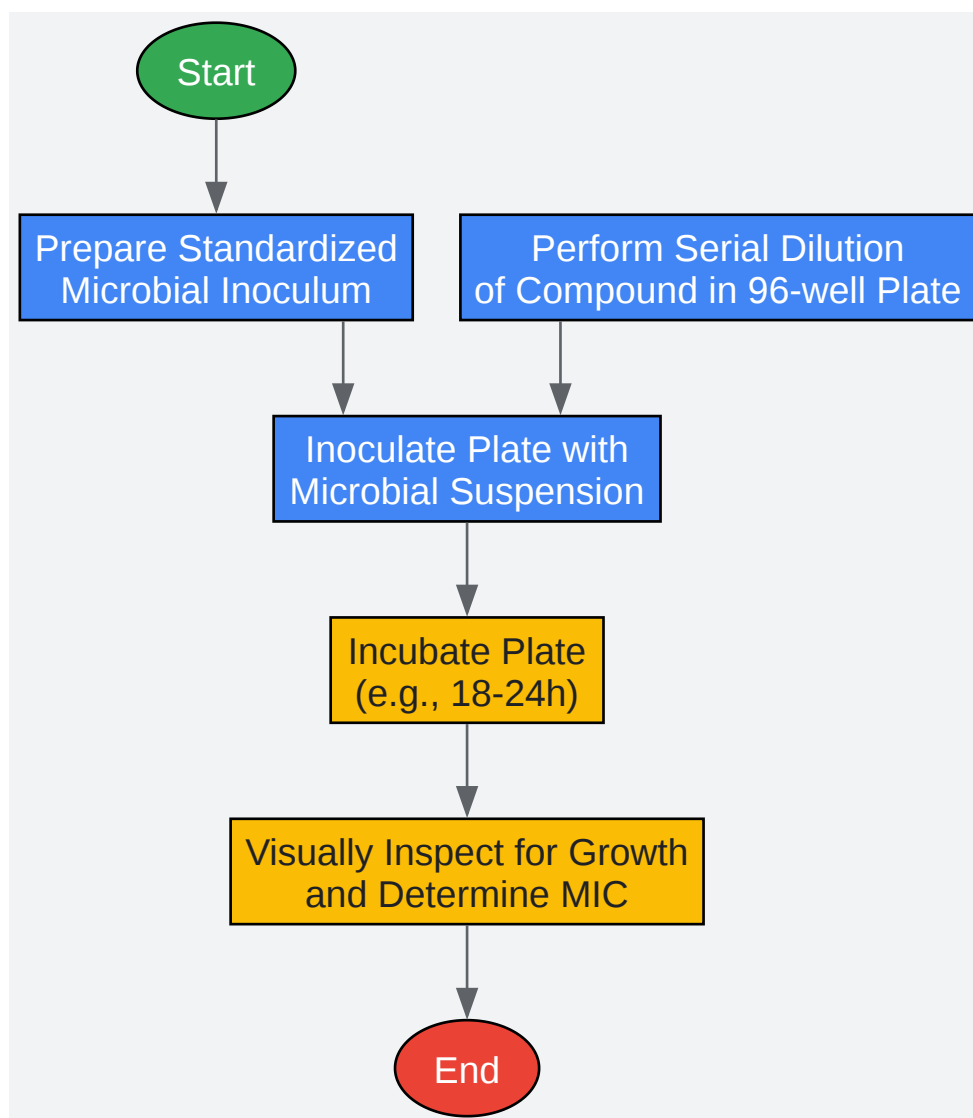 Start
Prepare Standardized
Microbial Inoculum
Perform Serial Dilution
of Compound in 96-well Plate
Inoculate Plate with
Microbial Suspension
Incubate Plate
(e.g., 18-24h)
Visually Inspect for Growth
and Determine MIC
End